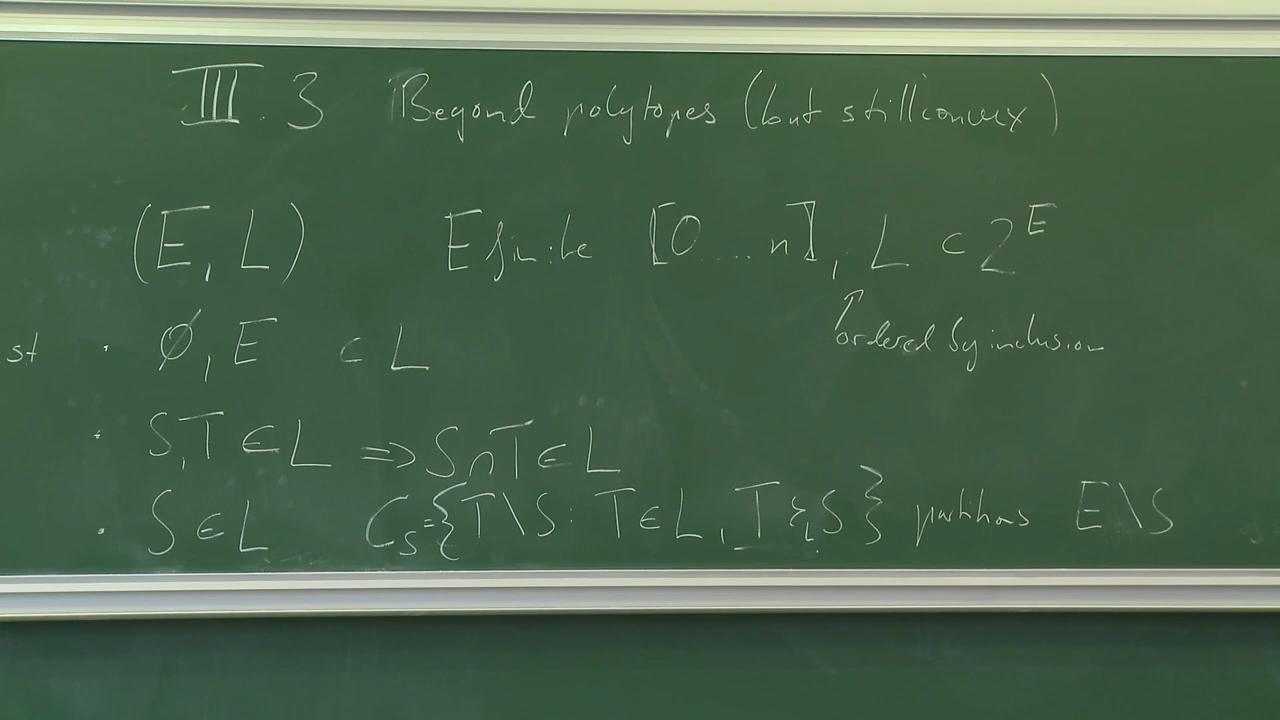 III.3 Beyond polytopes (but still convex)
(E, L) E finite [0....n], L ⊂ 2^E
↑ ordered by inclusion
st · ∅, E ⊂ L
· S,T ∈ L ⇒ S∩T ∈ L
· S ∈ L C_S = {T\S : T ∈ L, T ⋗ S} partitions E\S